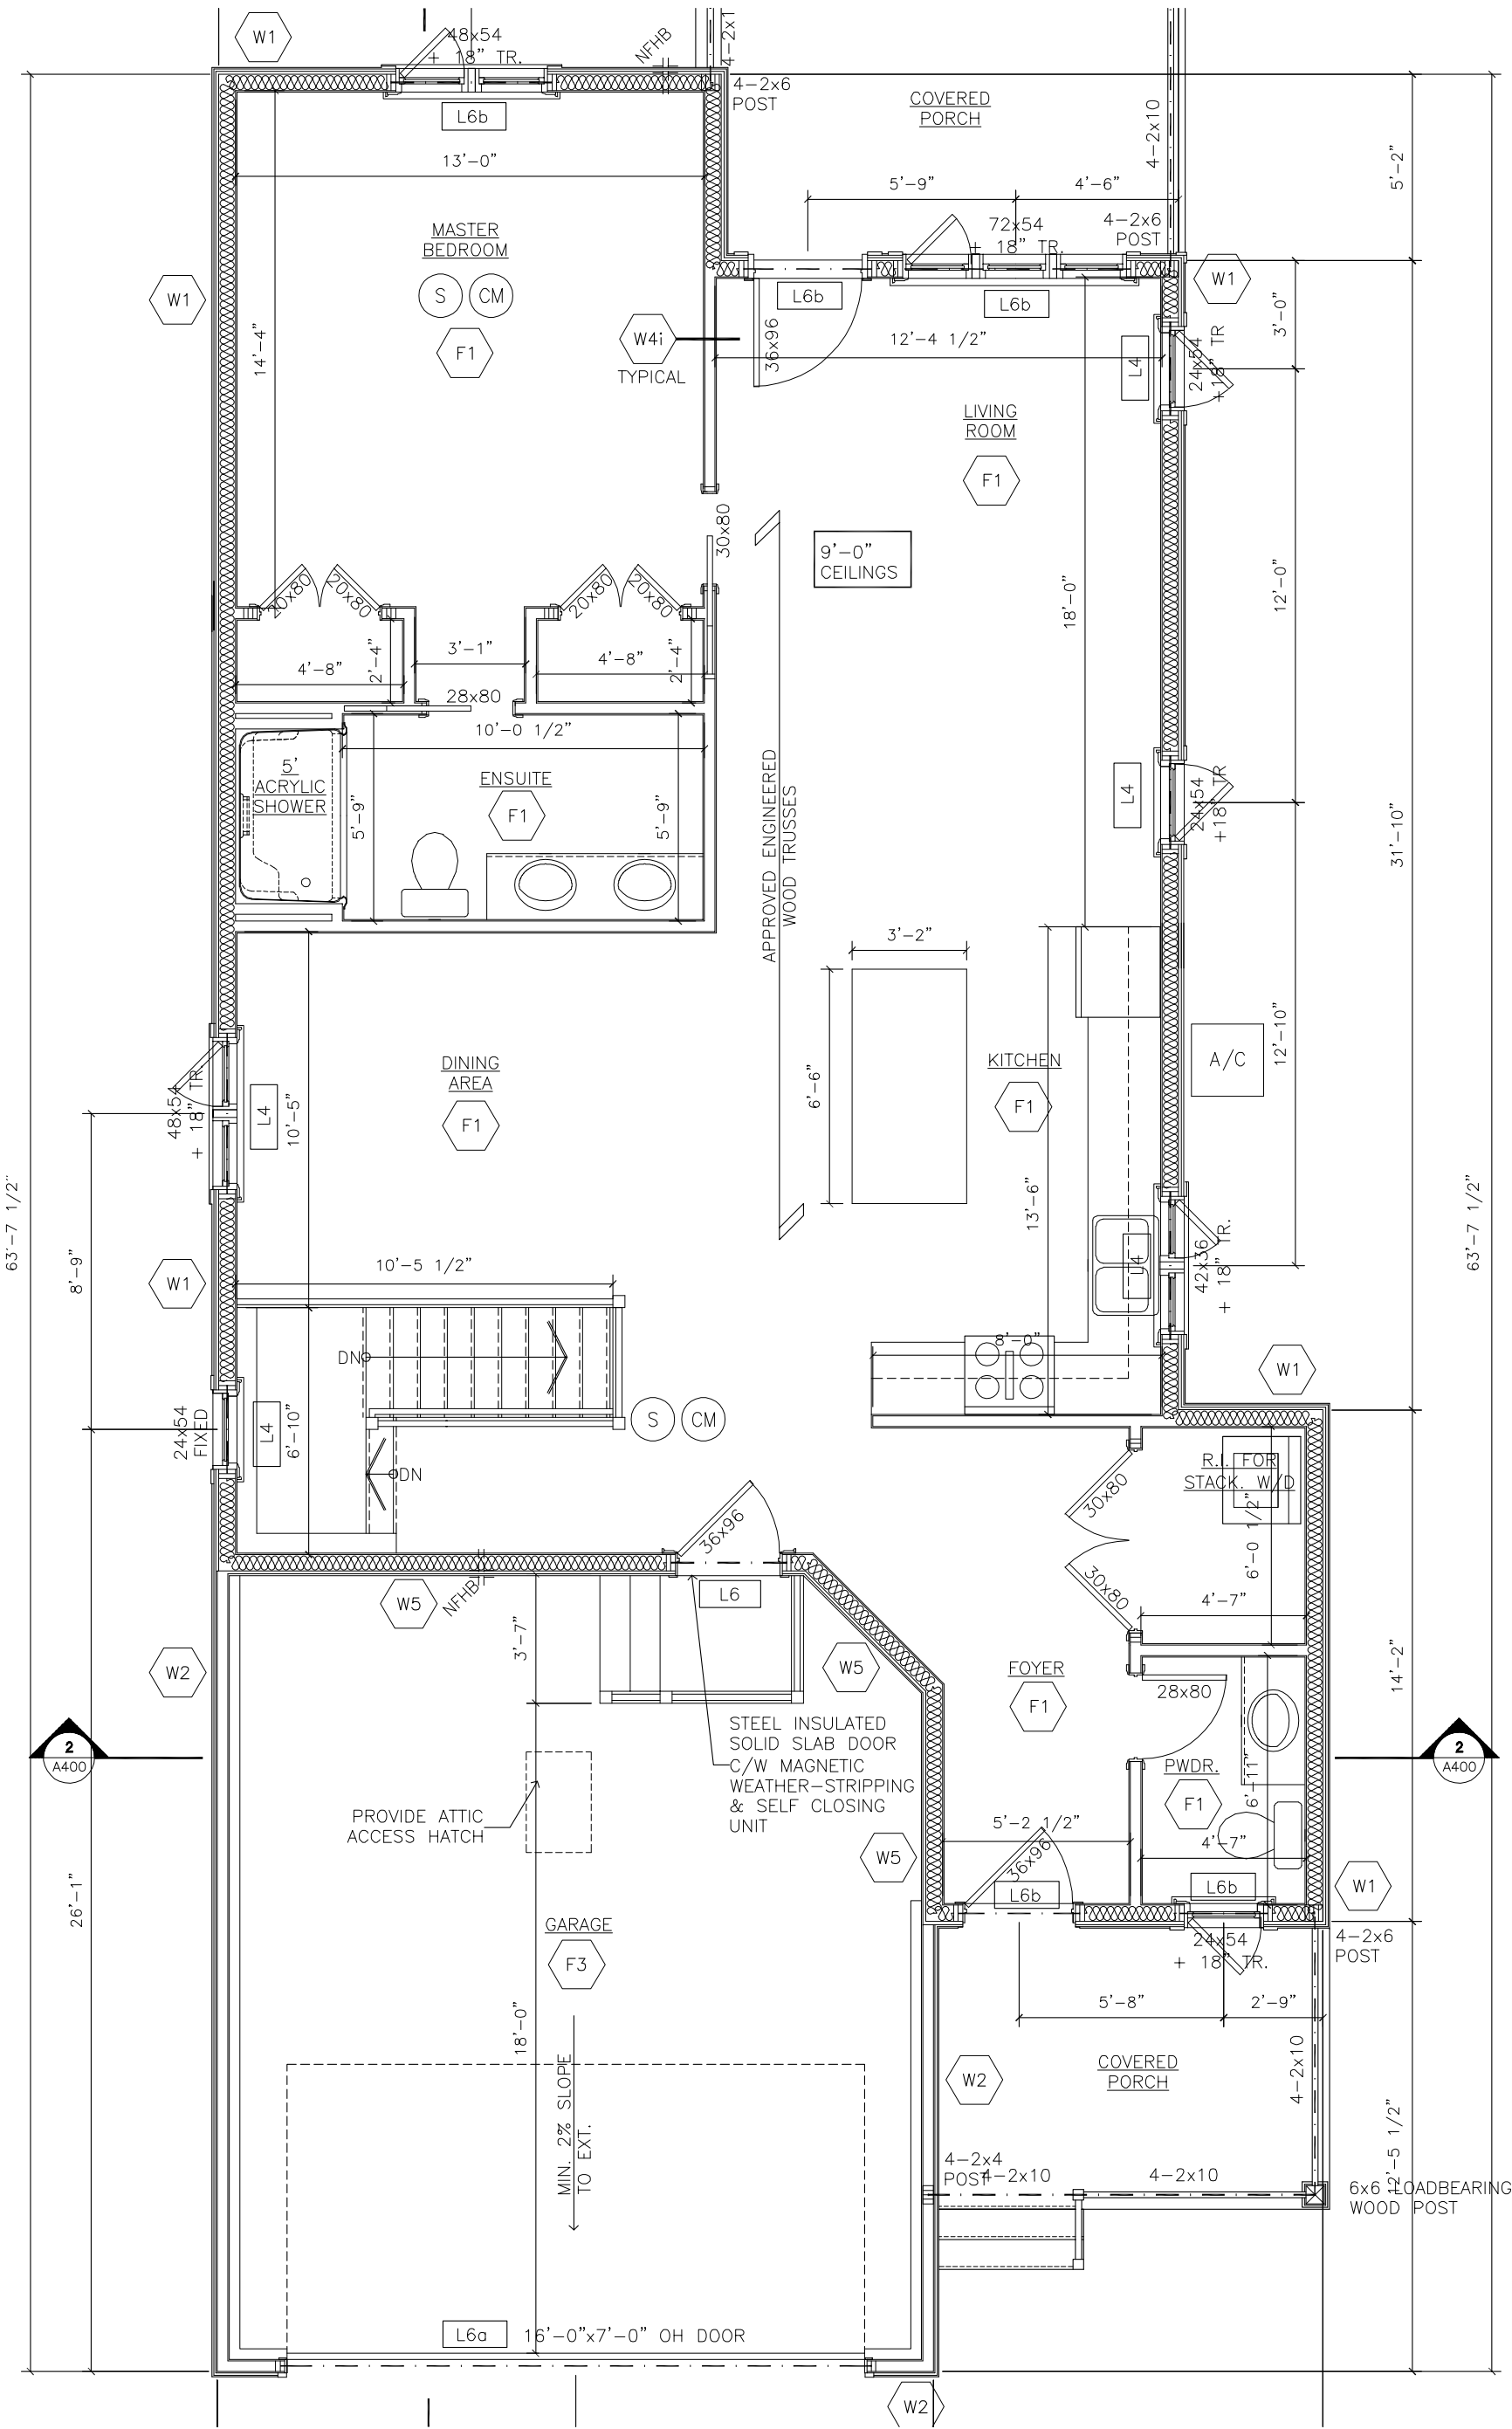 W1
48x54
+ 18" TR.
NFHB
4-2x1
4-2x6
POST
COVERED
PORCH
4-2x10
L6b
13'-0"
5'-9"
4'-6"
5'-2"
72x54
+ 18" TR.
4-2x6
POST
MASTER
BEDROOM
S
CM
F1
W1
14'-4"
W4i
TYPICAL
L6b
36x96
L6b
12'-4 1/2"
W1
3'-0"
L4
24x54
+18" TR
LIVING
ROOM
F1
30x80
9'-0"
CEILINGS
18'-0"
12'-0"
20x80
20x80
20x80
20x80
4'-8"
2'-4"
3'-1"
4'-8"
2'-4"
28x80
10'-0 1/2"
5'
ACRYLIC
SHOWER
5'-9"
ENSUITE
F1
5'-9"
APPROVED ENGINEERED
WOOD TRUSSES
L4
24x54
+18" TR
31'-10"
3'-2"
6'-6"
KITCHEN
F1
A/C
12'-10"
DINING
AREA
F1
48x54
+ 18" TR.
L4
10'-5"
63'-7 1/2"
8'-9"
W1
13'-6"
L4
42x36
+ 18" TR.
63'-7 1/2"
10'-5 1/2"
DN
8'-0"
W1
24x54
FIXED
L4
6'-10"
S
CM
DN
R.I. FOR
STACK. W/D
30x80
6'-0 1/2"
36x96
30x80
4'-7"
W5
NFHB
L6
W2
3'-7"
W5
FOYER
F1
28x80
14'-2"
2
A400
STEEL INSULATED
SOLID SLAB DOOR
C/W MAGNETIC
WEATHER-STRIPPING
& SELF CLOSING
UNIT
PWDR.
F1
6'-11"
2
A400
PROVIDE ATTIC
ACCESS HATCH
5'-2 1/2"
4'-7"
W5
36x96
L6b
L6b
W1
26'-1"
GARAGE
F3
24x54
+ 18" TR.
4-2x6
POST
18'-0"
5'-8"
2'-9"
MIN. 2% SLOPE
TO EXT.
W2
COVERED
PORCH
4-2x10
4-2x4
POST
4-2x10
4-2x10
12'-5 1/2"
6x6 LOADBEARING
WOOD POST
L6a
16'-0"x7'-0" OH DOOR
W2